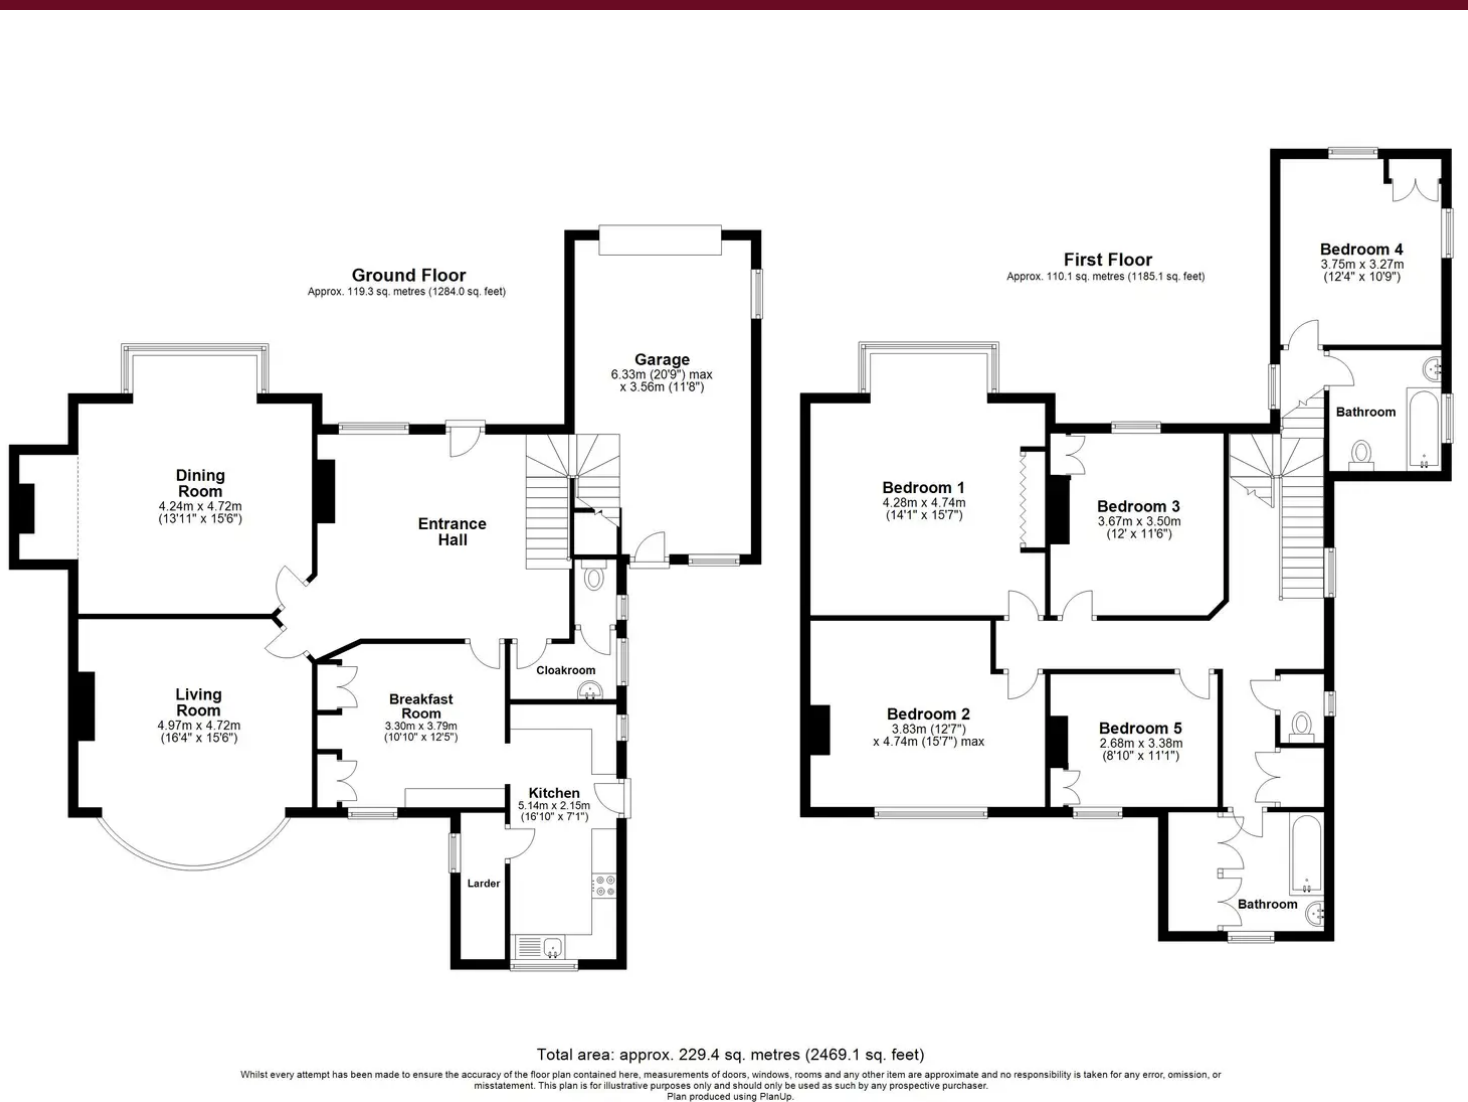 Ground Floor
Approx. 119.3 sq. metres (1284.0 sq. feet)
Garage
6.33m (20'9") max
x 3.56m (11'8")
Dining
Room
4.24m x 4.72m
(13'11" x 15'6")
Entrance
Hall
Cloakroom
Living
Room
4.97m x 4.72m
(16'4" x 15'6")
Breakfast
Room
3.30m x 3.79m
(10'10" x 12'5")
Kitchen
5.14m x 2.15m
(16'10" x 7'1")
Larder
First Floor
Approx. 110.1 sq. metres (1185.1 sq. feet)
Bedroom 4
3.75m x 3.27m
(12'4" x 10'9")
Bathroom
Bedroom 1
4.28m x 4.74m
(14'1" x 15'7")
Bedroom 3
3.67m x 3.50m
(12' x 11'6")
Bedroom 2
3.83m (12'7")
x 4.74m (15'7") max
Bedroom 5
2.68m x 3.38m
(8'10" x 11'1")
Bathroom
Total area: approx. 229.4 sq. metres (2469.1 sq. feet)
Whilst every attempt has been made to ensure the accuracy of the floor plan contained here, measurements of doors, windows, rooms and any other item are approximate and no responsibility is taken for any error, omission, or
misstatement. This plan is for illustrative purposes only and should only be used as such by any prospective purchaser.
Plan produced using PlanUp.